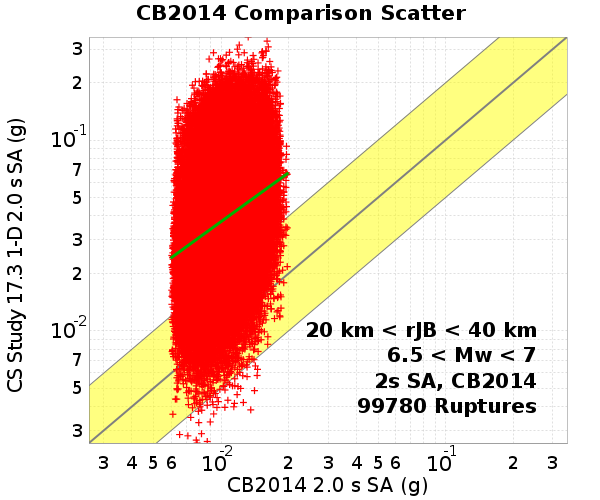 CB2014 Comparison Scatter
CS Study 17.3 1-D 2.0 s SA (g)
3
2
10-1
7
5
3
2
10-2
7
5
3
20 km < rJB < 40 km
6.5 < Mw < 7
2s SA, CB2014
99780 Ruptures
3 4 5 6 10-2 2 3 4 5 6 10-1 2 3
CB2014 2.0 s SA (g)